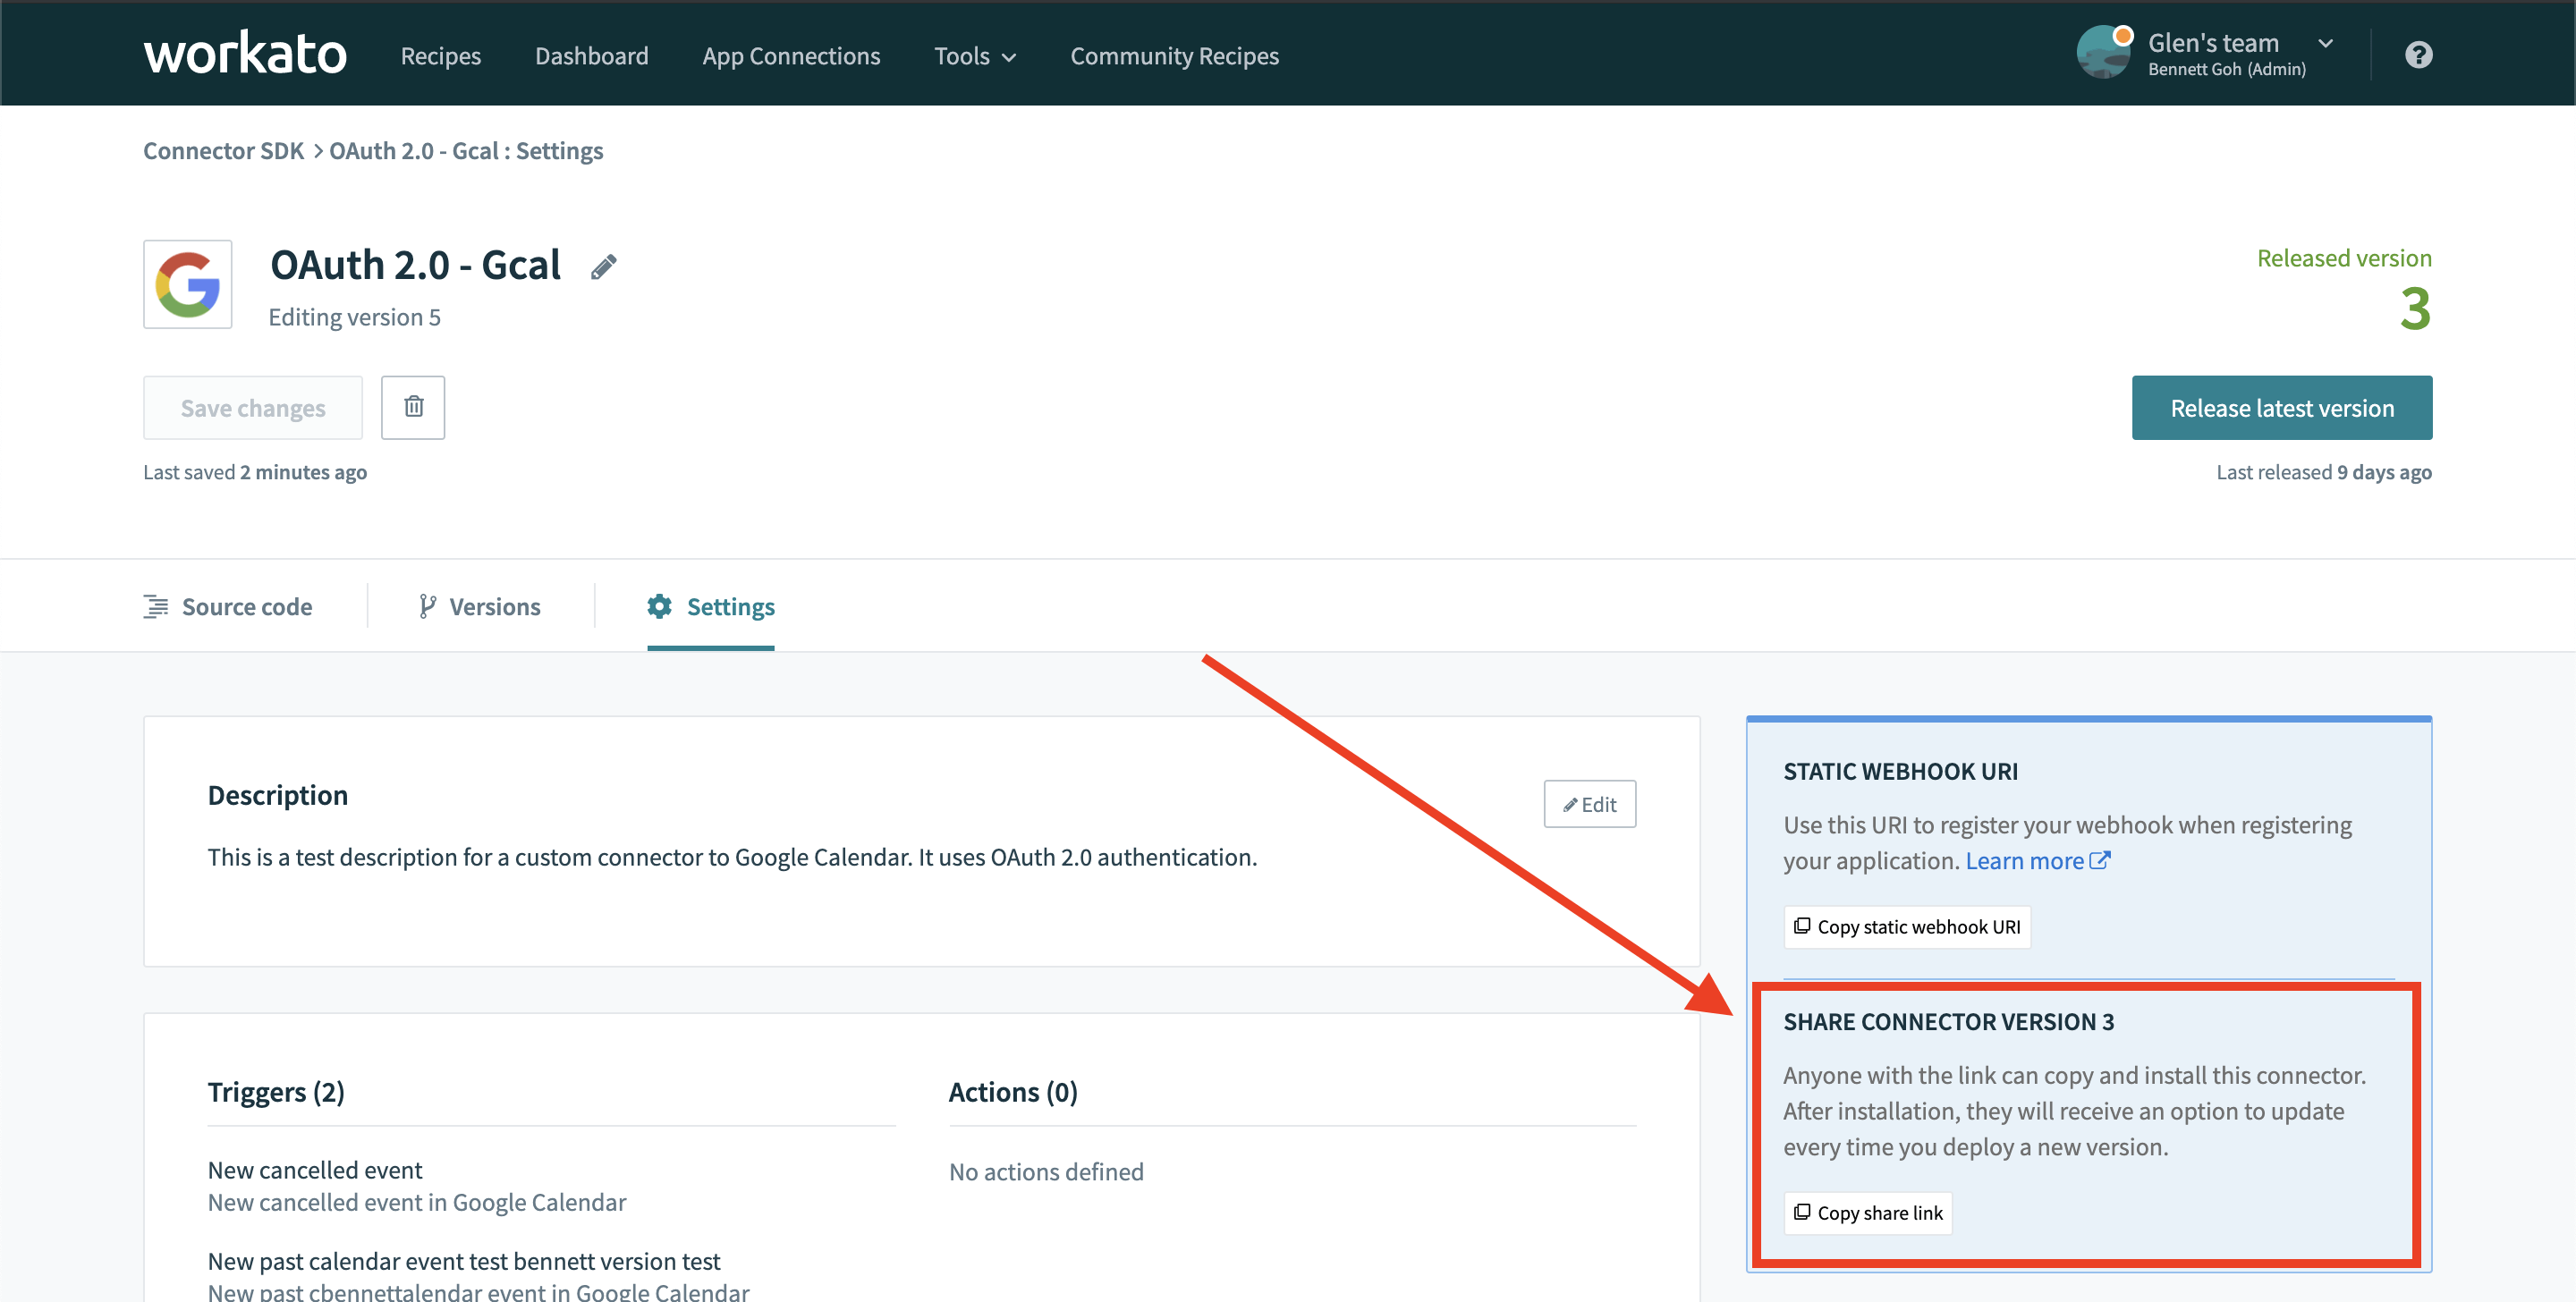 workato
Recipes
Dashboard
App Connections
Tools
Community Recipes
Glen's team
Bennett Goh (Admin)
Connector SDK > OAuth 2.0 - Gcal : Settings
OAuth 2.0 - Gcal
Editing version 5
Released version
3
Save changes
Release latest version
Last saved 2 minutes ago
Last released 9 days ago
Source code
Versions
Settings
Description
Edit
This is a test description for a custom connector to Google Calendar. It uses OAuth 2.0 authentication.
STATIC WEBHOOK URI
Use this URI to register your webhook when registering
your application. Learn more
Copy static webhook URI
SHARE CONNECTOR VERSION 3
Anyone with the link can copy and install this connector.
After installation, they will receive an option to update
every time you deploy a new version.
Copy share link
Triggers (2)
New cancelled event
New cancelled event in Google Calendar
New past calendar event test bennett version test
New past cbennettalendar event in Google Calendar
Actions (0)
No actions defined